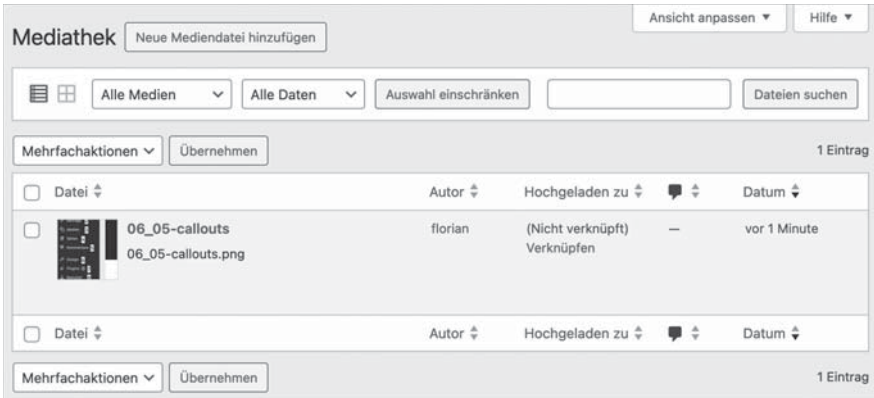 Ansicht anpassen ▼ Hilfe ▼
Mediathek Neue Mediendatei hinzufügen
Alle Medien Alle Daten Auswahl einschränken Dateien suchen
Mehrfachaktionen Übernehmen 1 Eintrag
Datei Autor Hochgeladen zu Datum
06_05-callouts florian (Nicht verknüpft) — vor 1 Minute
06_05-callouts.png Verknüpfen
Datei Autor Hochgeladen zu Datum
Mehrfachaktionen Übernehmen 1 Eintrag